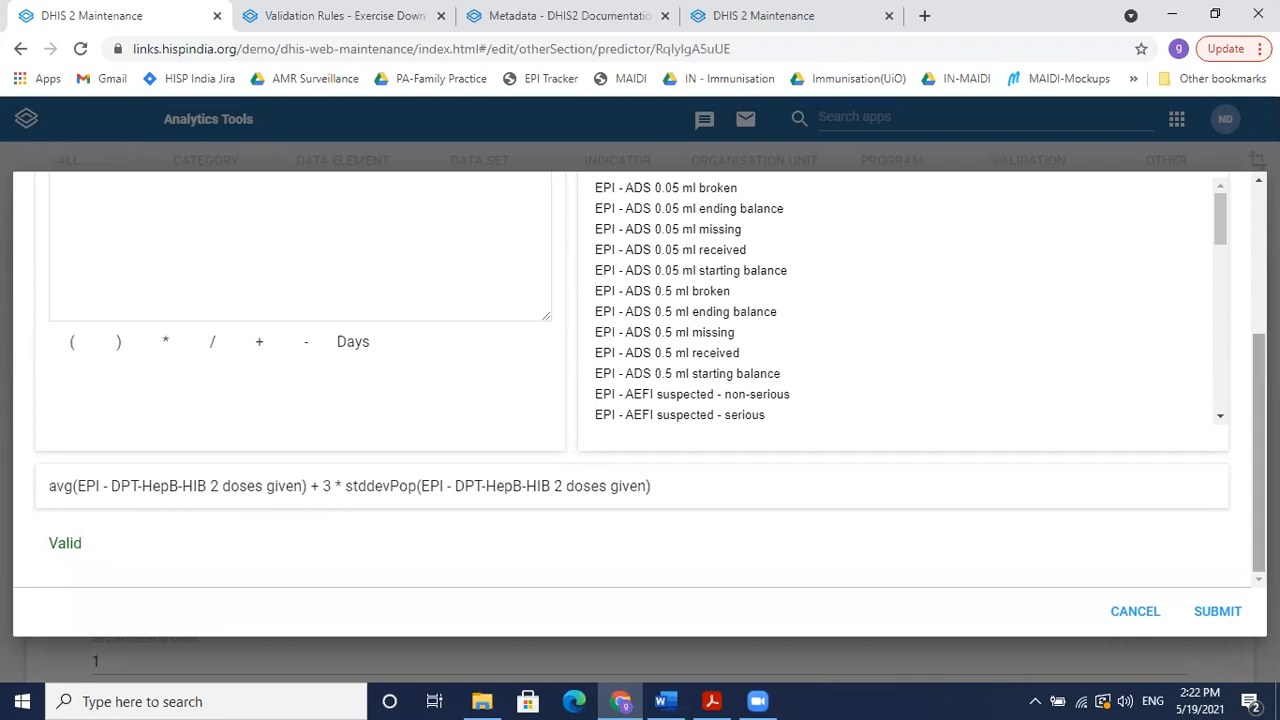 DHIS 2 Maintenance
Validation Rules - Exercise Down
Metadata - DHIS2 Documentatio
DHIS 2 Maintenance
links.hispindia.org/demo/dhis-web-maintenance/index.html#/edit/otherSection/predictor/RqIyIgA5uUE
g
Update
Apps
Gmail
HISP India Jira
AMR Surveillance
PA-Family Practice
EPI Tracker
MAIDI
IN - Immunisation
Immunisation(UiO)
IN-MAIDI
MAIDI-Mockups
»
Other bookmarks
Analytics Tools
Search apps
ND
ALL
CATEGORY
DATA ELEMENT
DATA SET
INDICATOR
ORGANISATION UNIT
PROGRAM
VALIDATION
OTHER
EPI - ADS 0.05 ml broken
EPI - ADS 0.05 ml ending balance
EPI - ADS 0.05 ml missing
EPI - ADS 0.05 ml received
EPI - ADS 0.05 ml starting balance
EPI - ADS 0.5 ml broken
EPI - ADS 0.5 ml ending balance
EPI - ADS 0.5 ml missing
EPI - ADS 0.5 ml received
EPI - ADS 0.5 ml starting balance
EPI - AEFI suspected - non-serious
EPI - AEFI suspected - serious
( ) * / + - Days
avg(EPI - DPT-HepB-HIB 2 doses given) + 3 * stddevPop(EPI - DPT-HepB-HIB 2 doses given)
Valid
CANCEL
SUBMIT
1
Type here to search
ENG
2:22 PM
5/19/2021
2